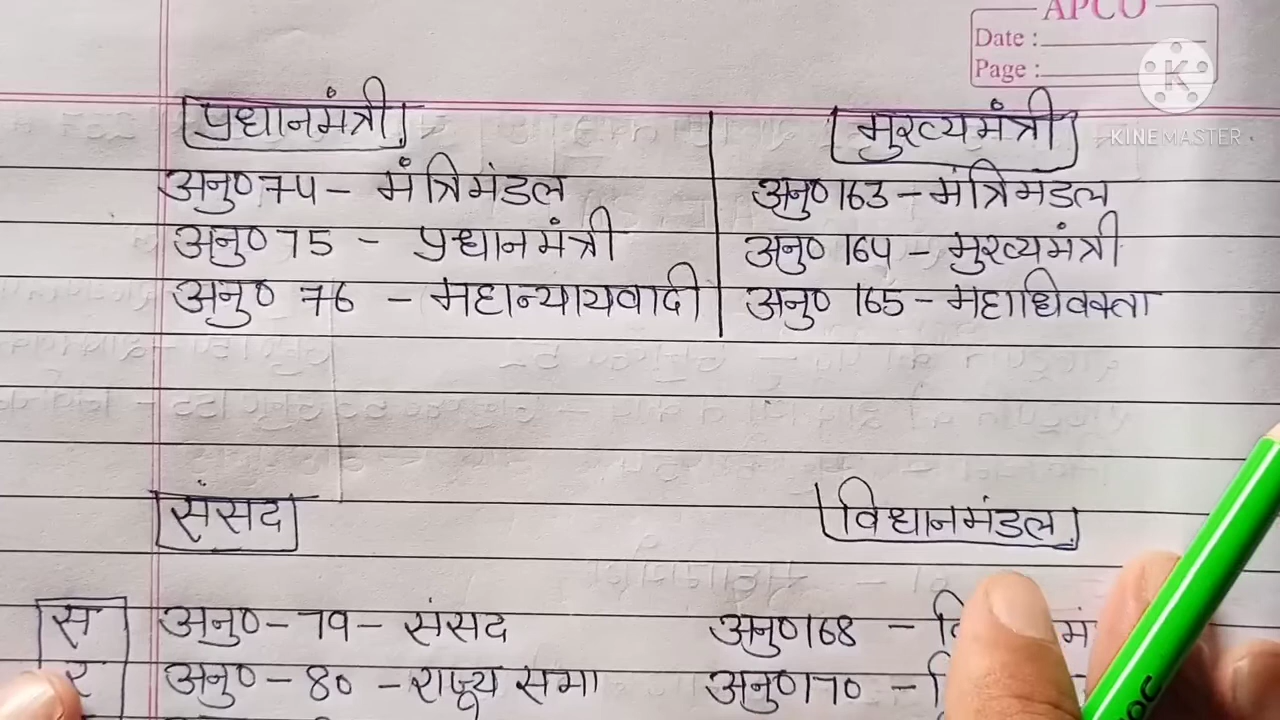 APCO
Date :
Page :
K
KINEMASTER
प्रधानमंत्री
मुख्यमंत्री
अनु० 74 - मंत्रिमंडल
अनु० 163 - मंत्रिमंडल
अनु० 75 - प्रधानमंत्री
अनु० 164 - मुख्यमंत्री
अनु० 76 - महान्यायवादी
अनु० 165 - महाधिवक्ता
संसद
विधानमंडल
स
अनु० - 79 - संसद
अनु० 168 -
अनु० - 80 - राज्य सभा
अनु० 170 -